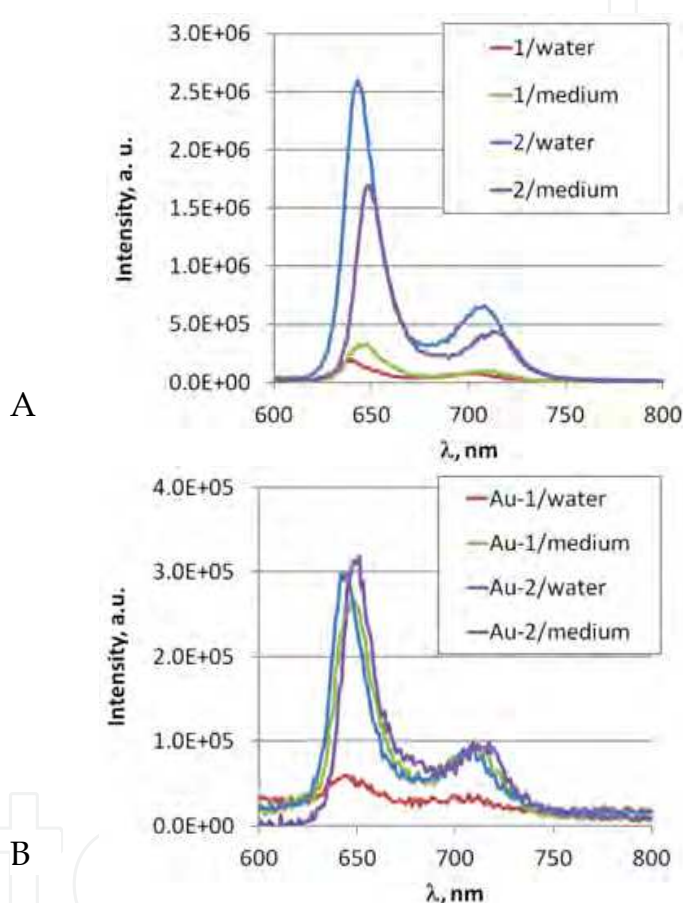 3.0E+06
2.5E+06
2.0E+06
1.5E+06
1.0E+06
5.0E+05
0.0E+00
Intensity, a. u.
1/water
1/medium
2/water
2/medium
600 650 700 750 800
λ, nm
A
4.0E+05
3.0E+05
2.0E+05
1.0E+05
0.0E+00
Intensity, a.u.
Au-1/water
Au-1/medium
Au-2/water
Au-2/medium
600 650 700 750 800
λ, nm
B